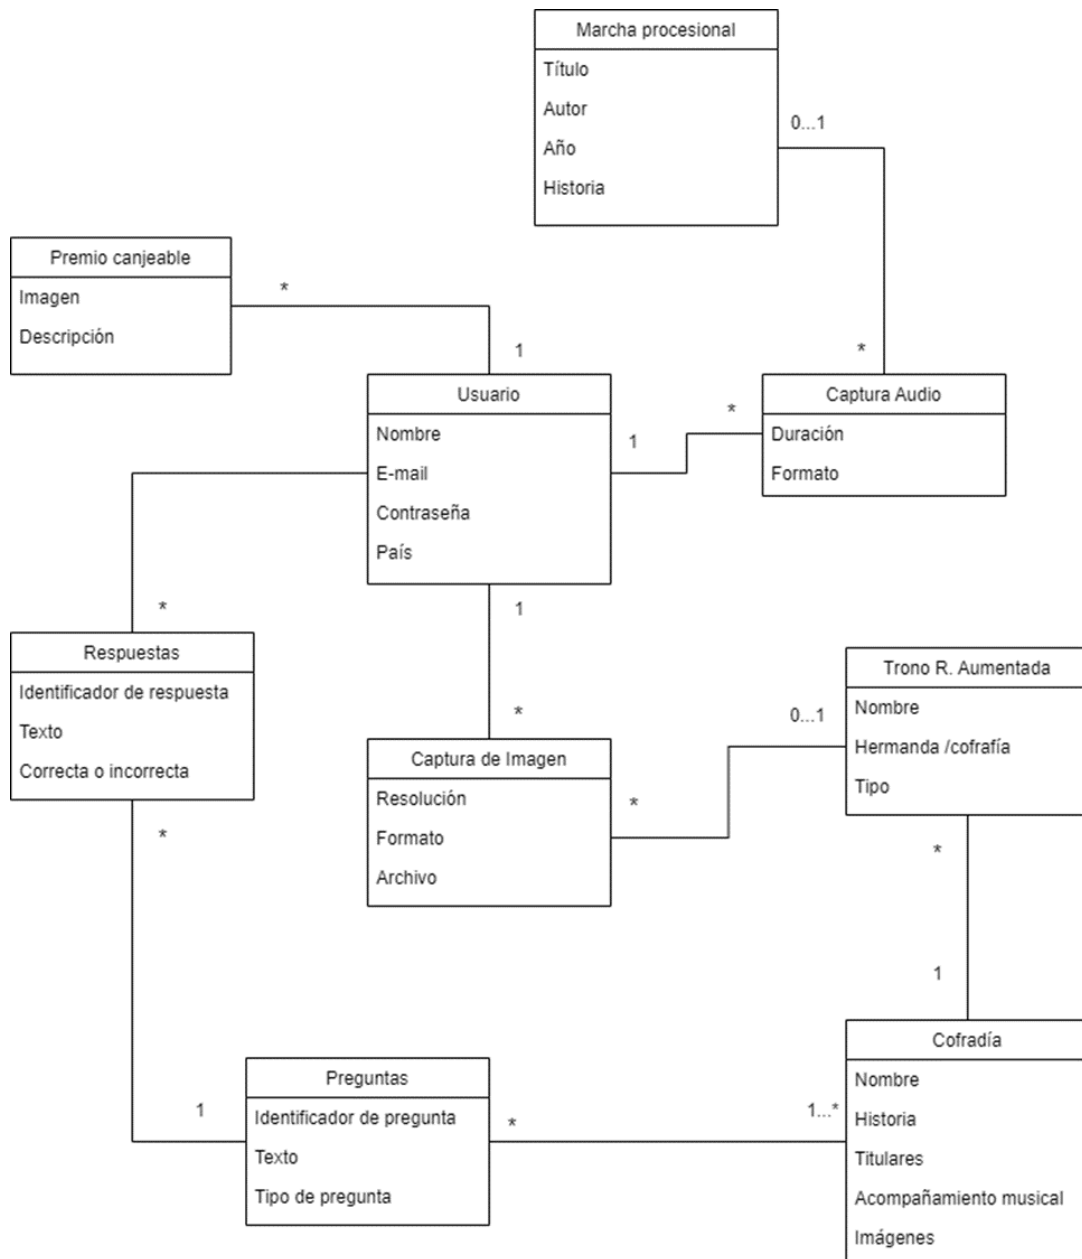 Marcha procesional
Título
Autor
Año
Historia
0...1
*
Premio canjeable
Imagen
Descripción
*
1
Usuario
Nombre
E-mail
Contraseña
País
1
*
Captura Audio
Duración
Formato
1
*
*
Respuestas
Identificador de respuesta
Texto
Correcta o incorrecta
*
Captura de Imagen
Resolución
Formato
Archivo
*
0...1
Trono R. Aumentada
Nombre
Hermanda /cofrafía
Tipo
*
1
Preguntas
Identificador de pregunta
Texto
Tipo de pregunta
1
*
1...*
Cofradía
Nombre
Historia
Titulares
Acompañamiento musical
Imágenes